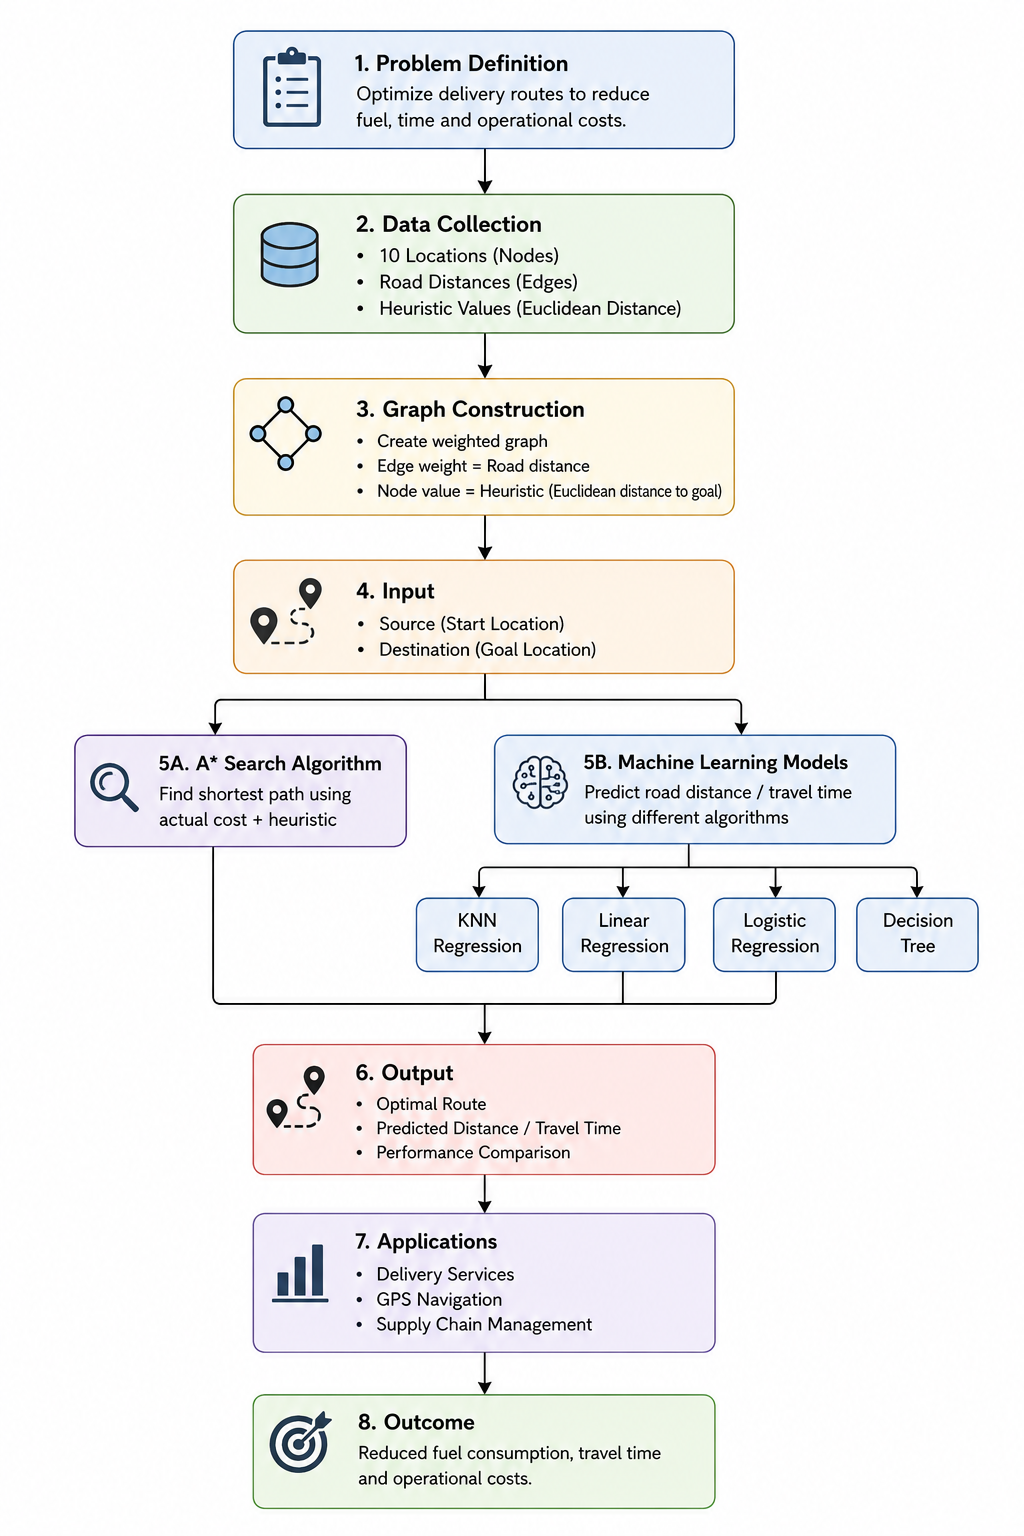 1. Problem Definition
Optimize delivery routes to reduce
fuel, time and operational costs.
2. Data Collection
• 10 Locations (Nodes)
• Road Distances (Edges)
• Heuristic Values (Euclidean Distance)
3. Graph Construction
• Create weighted graph
• Edge weight = Road distance
• Node value = Heuristic (Euclidean distance to goal)
4. Input
• Source (Start Location)
• Destination (Goal Location)
5A. A* Search Algorithm
Find shortest path using
actual cost + heuristic
5B. Machine Learning Models
Predict road distance / travel time
using different algorithms
KNN
Regression
Linear
Regression
Logistic
Regression
Decision
Tree
6. Output
• Optimal Route
• Predicted Distance / Travel Time
• Performance Comparison
7. Applications
• Delivery Services
• GPS Navigation
• Supply Chain Management
8. Outcome
Reduced fuel consumption, travel time
and operational costs.